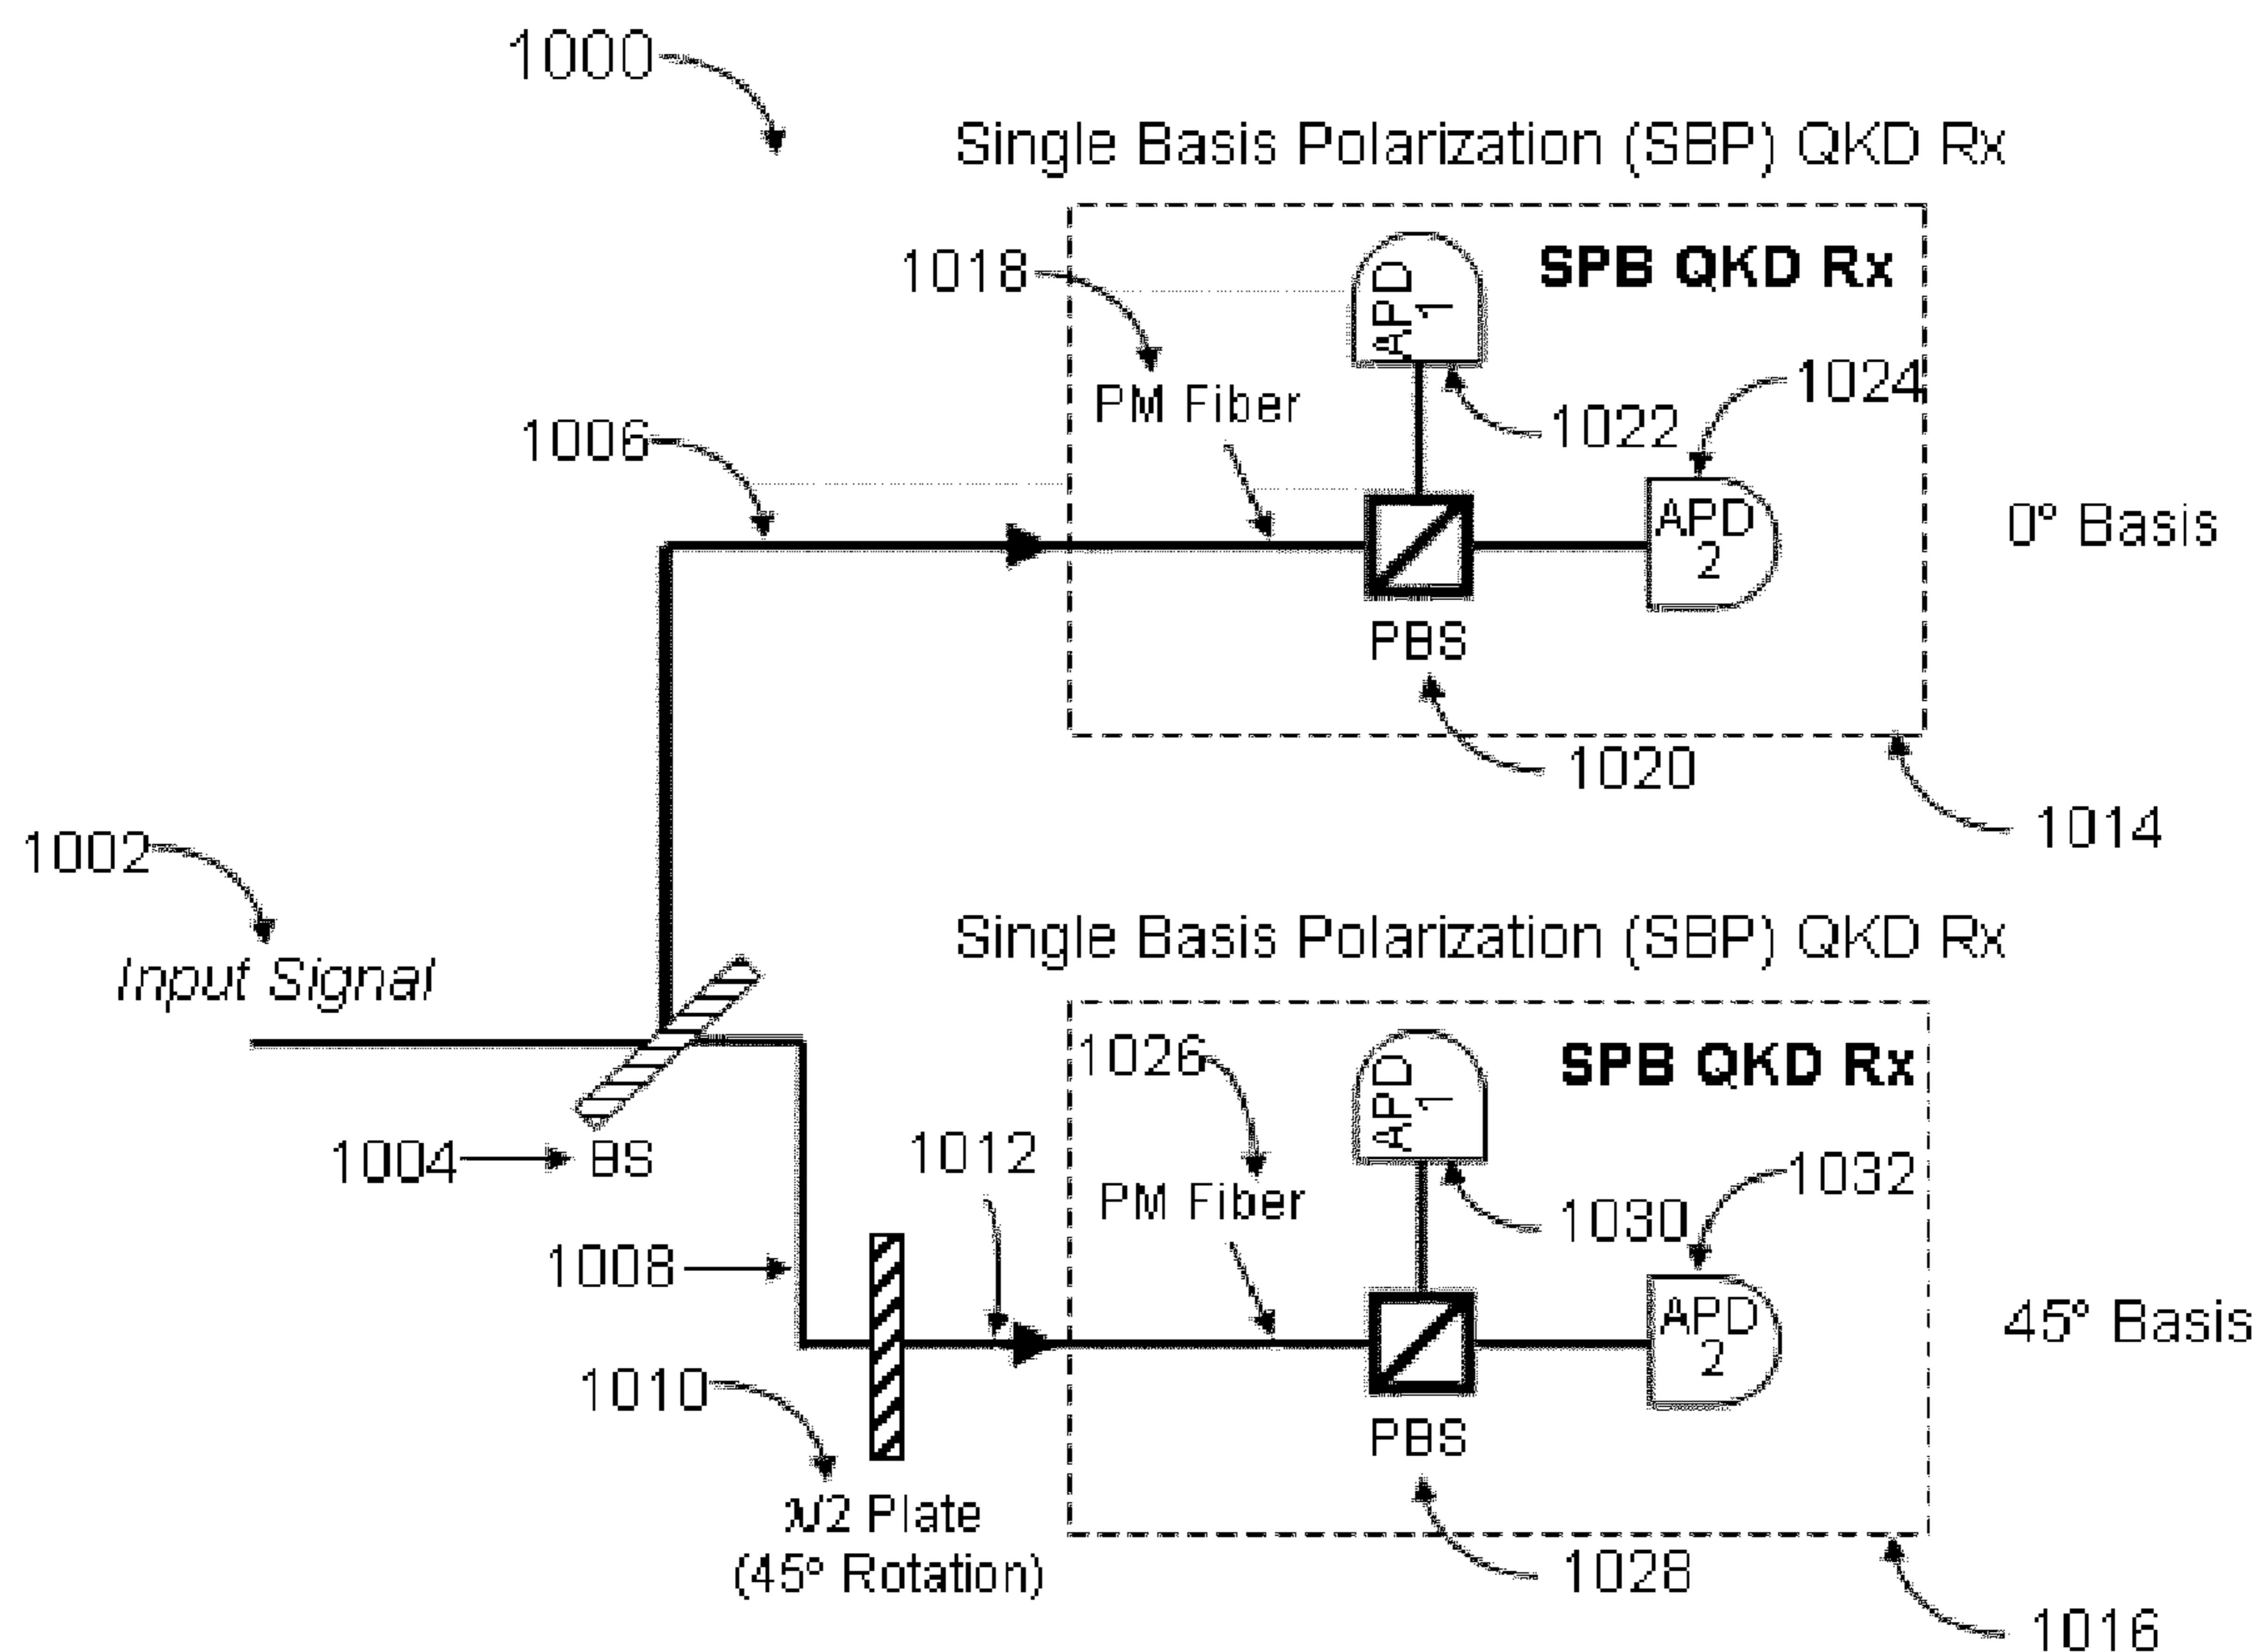 1000
Single Basis Polarization (SBP) QKD Rx
SPB QKD Rx
1018
APD
1
1024
PM Fiber
1022
1006
APD
2
0º Basis
PBS
1020
1014
1002
Input Signal
Single Basis Polarization (SBP) QKD Rx
SPB QKD Rx
1026
APD
1
1004
BS
1012
1032
PM Fiber
1030
1008
APD
2
45º Basis
1010
PBS
λ/2 Plate
(45º Rotation)
1028
1016